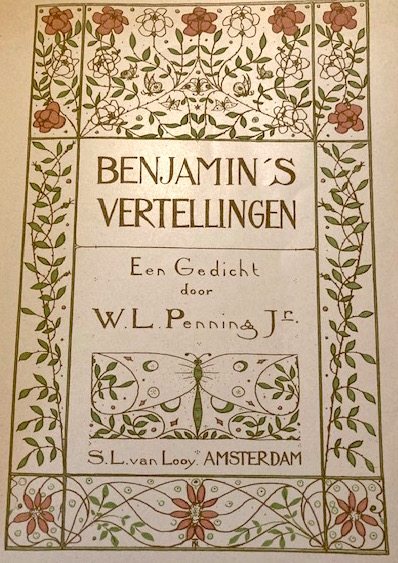 BENJAMIN'S
VERTELLINGEN
Een Gedicht
door
W. L. Penning Jr.
S. L. van Looy. AMSTERDAM